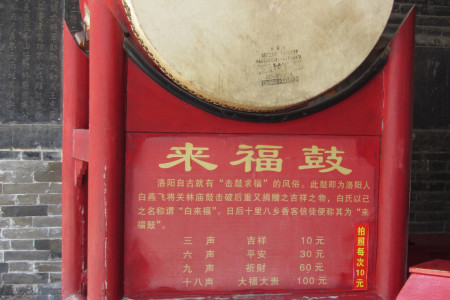 来福鼓
洛阳自古就有“击鼓求福”的风俗。此鼓即为洛阳人
白燕飞将关林庙鼓击破后重又捐赠之吉祥之物，白氏以己
之名称谓“白来福”。日后十里八乡香客信徒便称其为“来
福鼓”。
三声 吉祥 10元
六声 平安 30元
九声 祈财 60元
十八声 大福大贵 100元
拍照每次10元